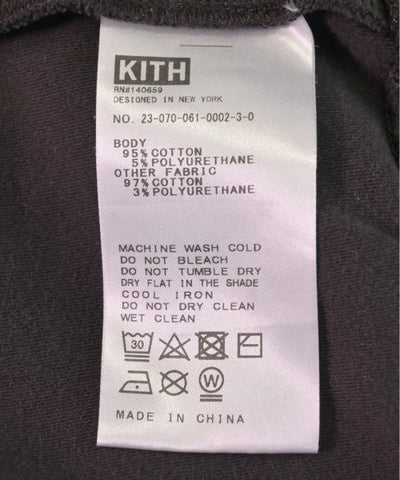 KITH
RN#140659
DESIGNED IN NEW YORK
NO. 23-070-061-0002-3-0
BODY
95%COTTON
5%POLYURETHANE
OTHER FABRIC
97%COTTON
3%POLYURETHANE
MACHINE WASH COLD
DO NOT BLEACH
DO NOT TUMBLE DRY
DRY FLAT IN THE SHADE
COOL IRON
DO NOT DRY CLEAN
WET CLEAN
30
W
MADE IN CHINA